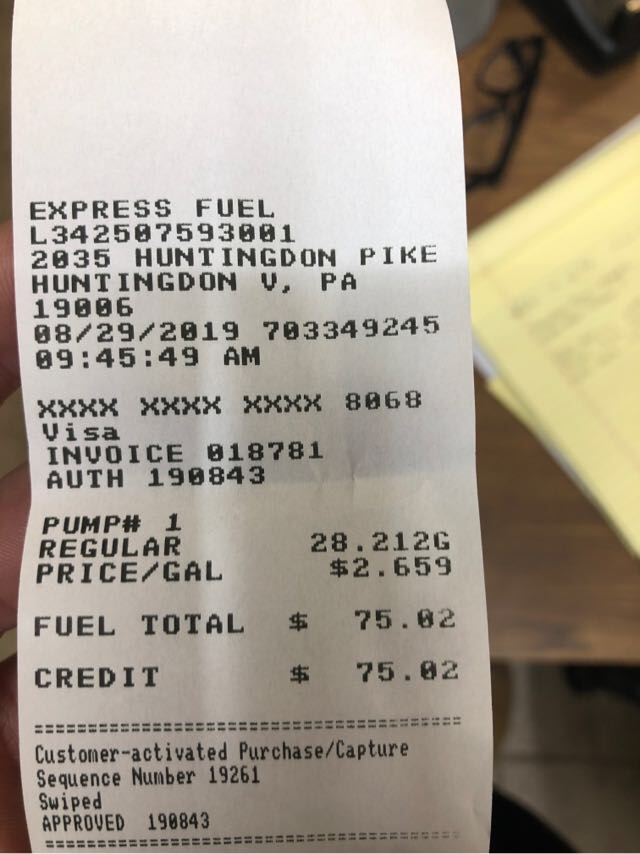 EXPRESS FUEL
L342507593001
2035 HUNTINGDON PIKE
HUNTINGDON V, PA
19006
08/29/2019 703349245
09:45:49 AM
XXXX XXXX XXXX 8068
Visa
INVOICE 018781
AUTH 190843
PUMP# 1
REGULAR 28.212G
PRICE/GAL $2.659
FUEL TOTAL $ 75.02
CREDIT $ 75.02
=========================================
Customer-activated Purchase/Capture
Sequence Number 19261
Swiped
APPROVED 190843
=========================================